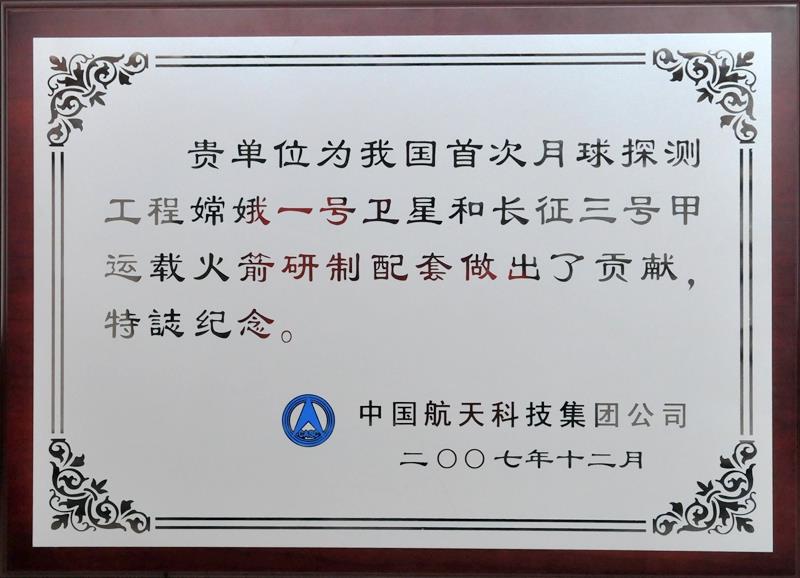 贵单位为我国首次月球探测
工程嫦娥一号卫星和长征三号甲
运载火箭研制配套做出了贡献，
特誌纪念。
中国航天科技集团公司
二〇〇七年十二月